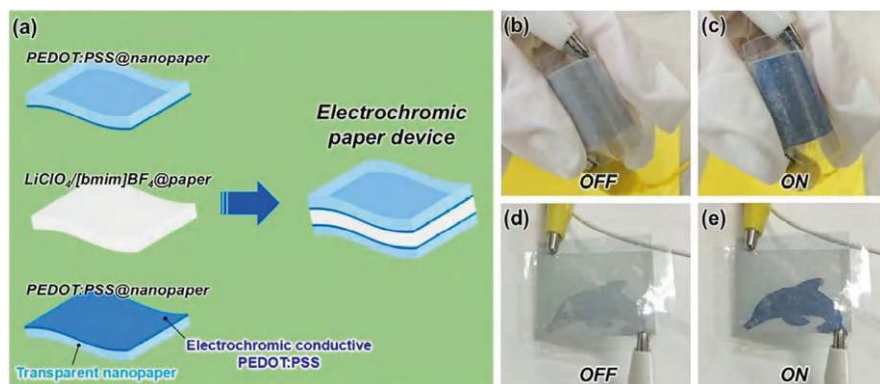 (a)
PEDOT:PSS@nanopaper
LiClO4/[bmim]BF4@paper
PEDOT:PSS@nanopaper
Transparent nanopaper
Electrochromic conductive
PEDOT:PSS
Electrochromic
paper device
(b)
OFF
(c)
ON
(d)
OFF
(e)
ON